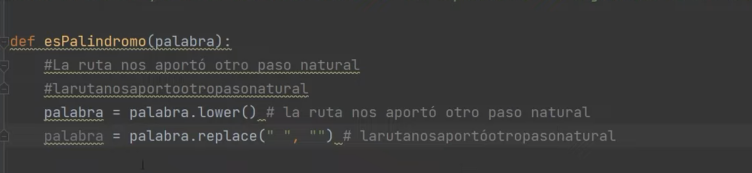 def esPalindromo(palabra):
#La ruta nos aportó otro paso natural
#larutanosaportootropasonatural
palabra = palabra.lower() # la ruta nos aportó otro paso natural
palabra = palabra.replace(" ", "") # larutanosaportóotropasonatural